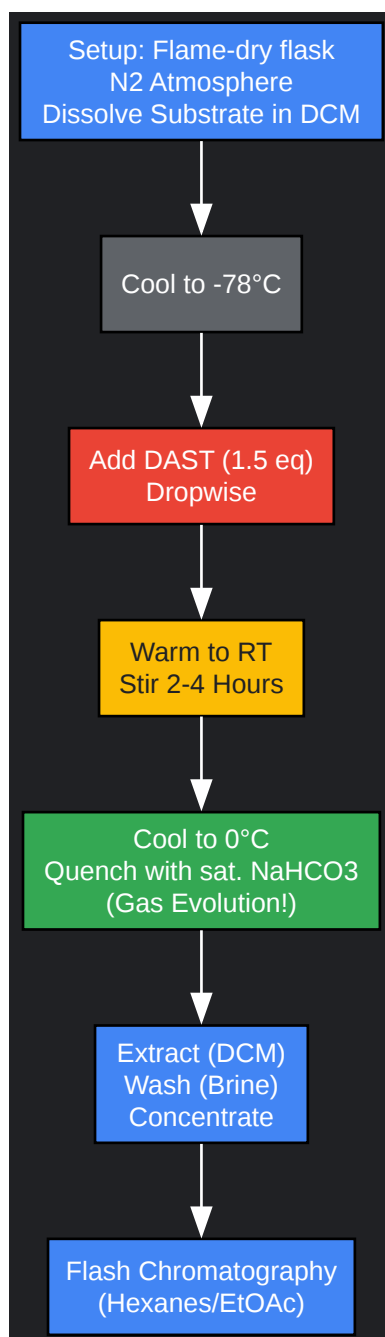 Setup: Flame-dry flask
N2 Atmosphere
Dissolve Substrate in DCM
Cool to -78°C
Add DAST (1.5 eq)
Dropwise
Warm to RT
Stir 2-4 Hours
Cool to 0°C
Quench with sat. NaHCO3
(Gas Evolution!)
Extract (DCM)
Wash (Brine)
Concentrate
Flash Chromatography
(Hexanes/EtOAc)